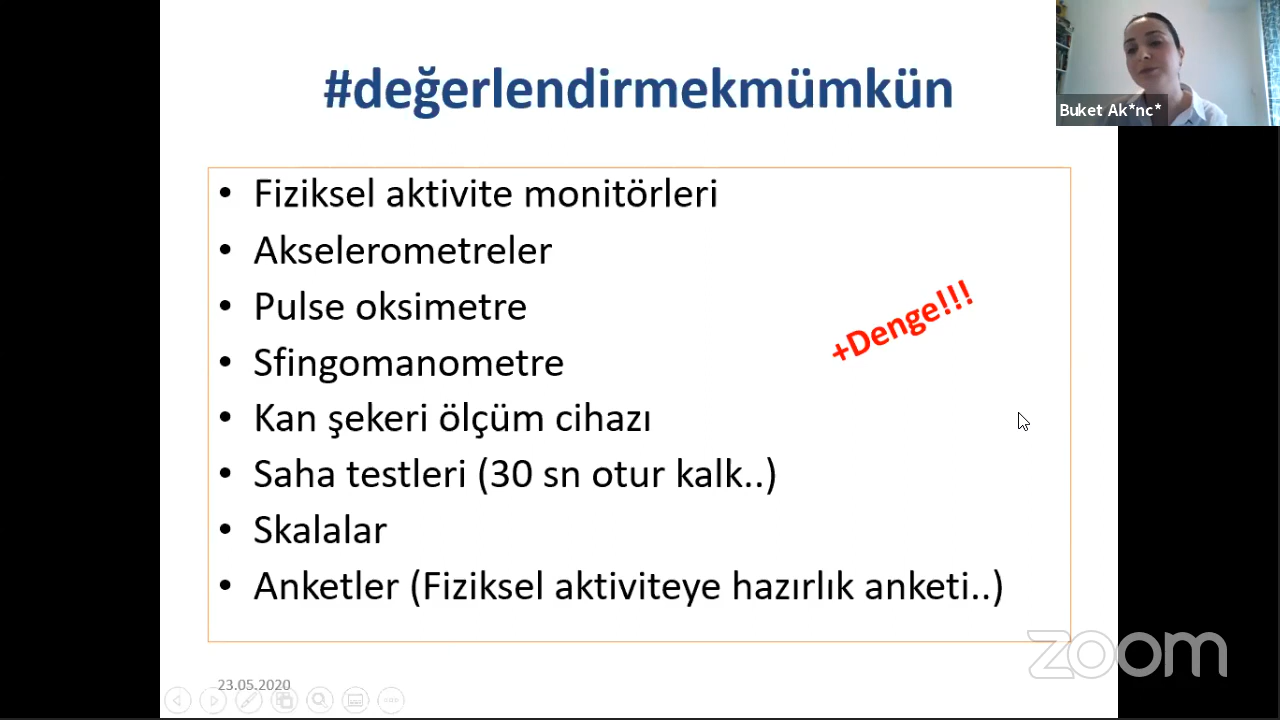 #değerlendirmekmümkün
Buket Ak*nc*
• Fiziksel aktivite monitörleri
• Akselerometreler
• Pulse oksimetre
• Sfingomanometre
• Kan şekeri ölçüm cihazı
• Saha testleri (30 sn otur kalk..)
• Skalalar
• Anketler (Fiziksel aktiviteye hazırlık anketi..)
+Denge!!!
zoom
23.05.2020